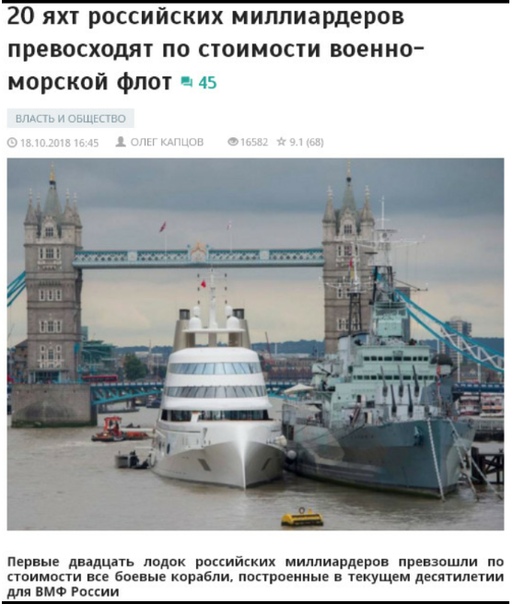 20 яхт российских миллиардеров
превосходят по стоимости военно-
морской флот 45
ВЛАСТЬ И ОБЩЕСТВО
18.10.2018 16:45 ОЛЕГ КАПЦОВ 16582 9.1 (68)
Первые двадцать лодок российских миллиардеров превзошли по
стоимости все боевые корабли, построенные в текущем десятилетии
для ВМФ России